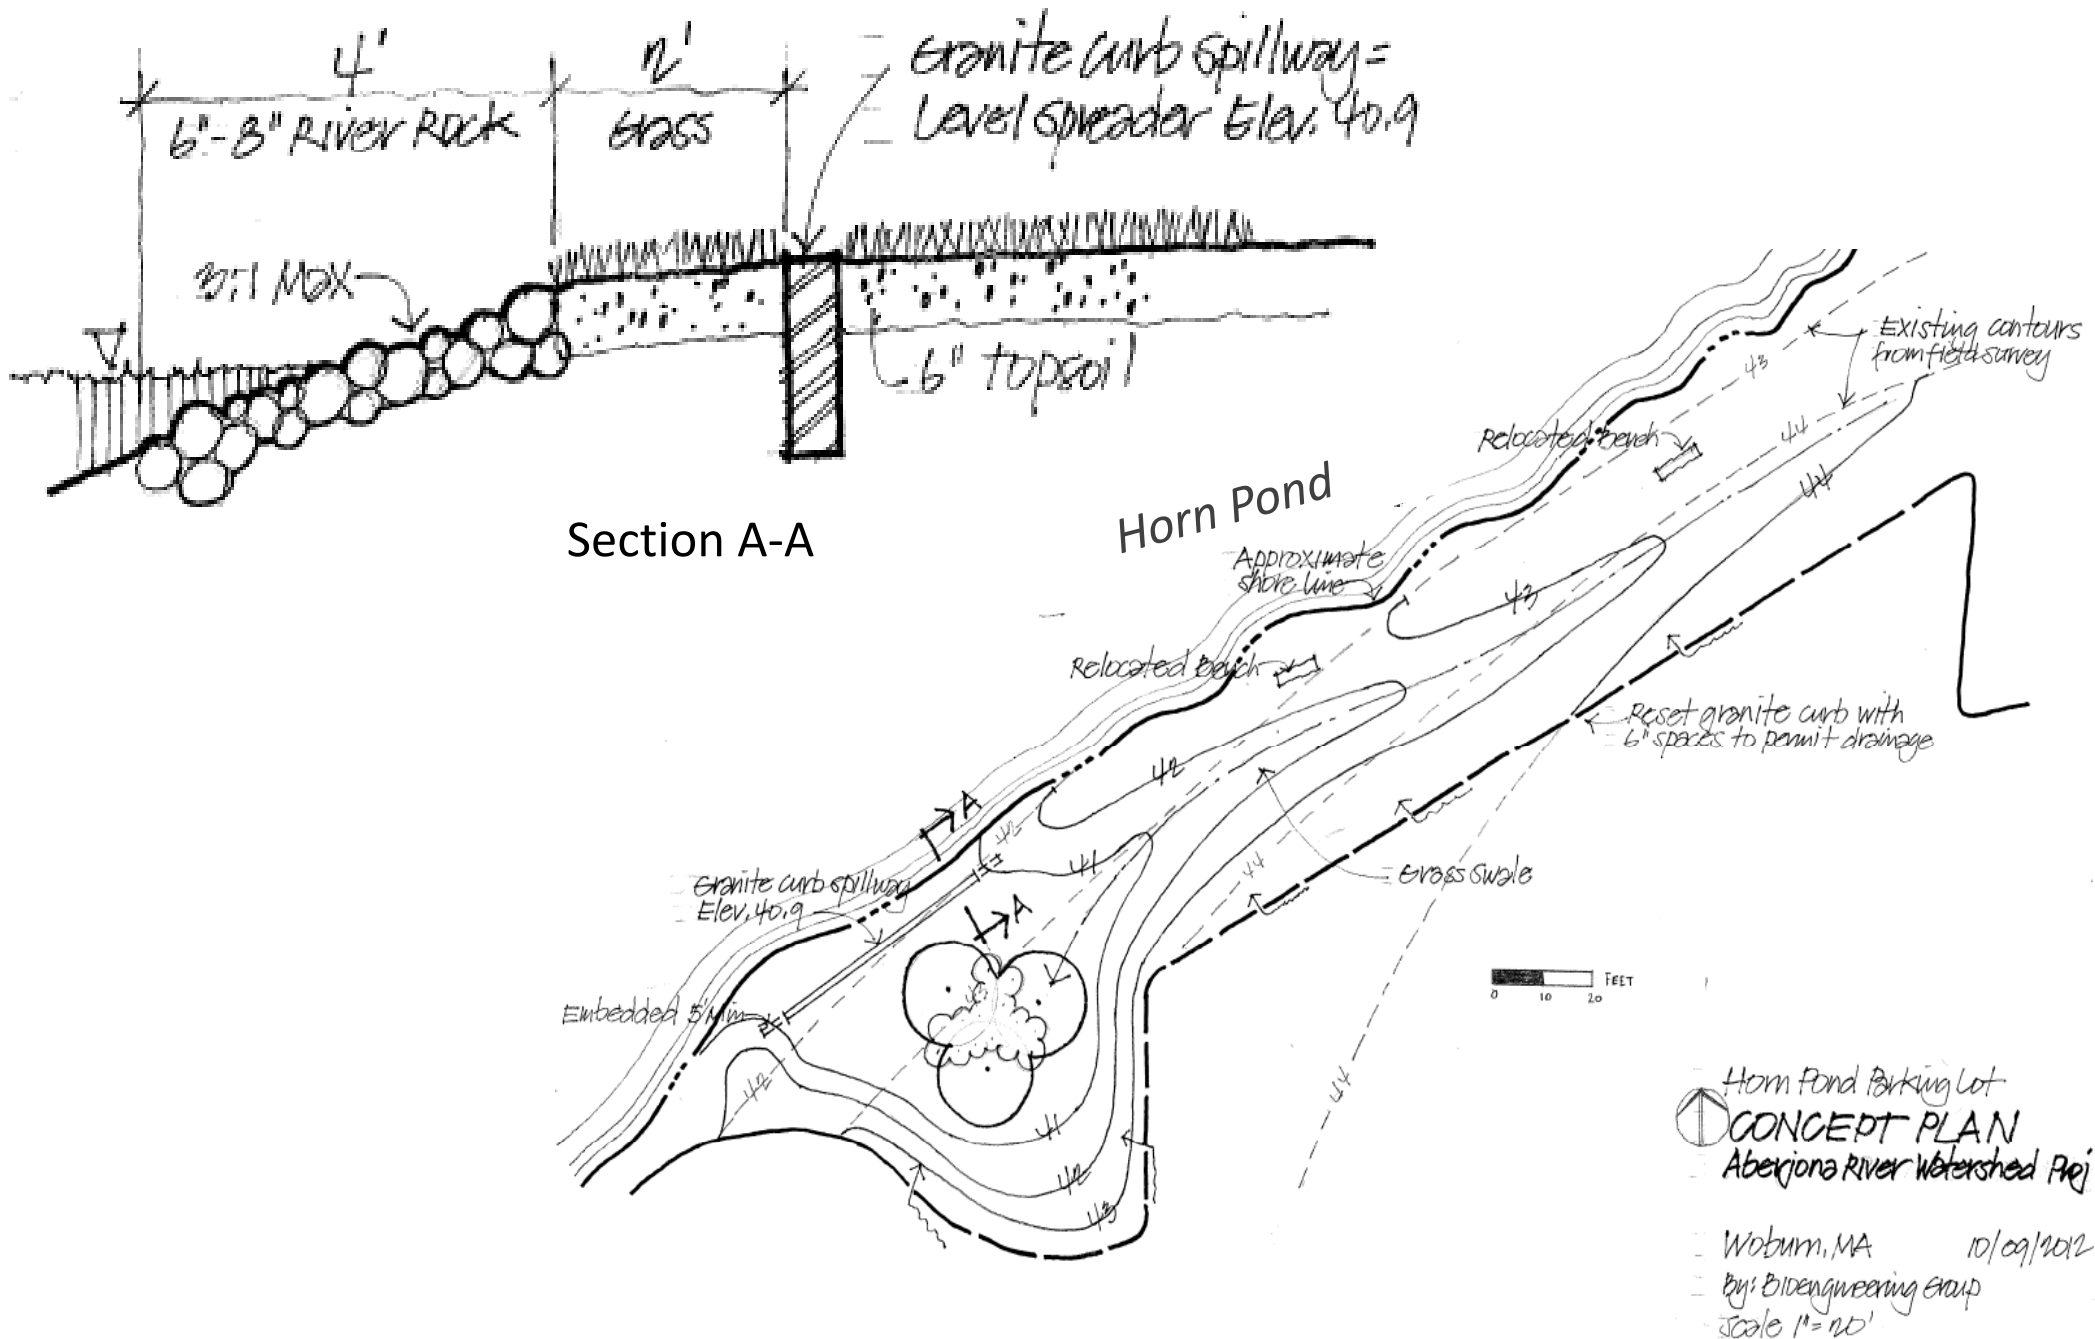 4'
2'
6"-8" River Rock
Grass
Granite curb spillway =
Level spreader Elev. 40.9
3:1 Max
6" topsoil
Section A-A
Horn Pond
Existing contours
from field survey
43
44
44
Relocated Bench
Approximate
shore line
43
Relocated Bench
Reset granite curb with
6" spaces to permit drainage
42
A
42
41
44
Grass swale
Granite curb spillway
Elev. 40.9
A
43
Embedded 5' Min
42
41
42
43
44
FEET
0 10 20
Horn Pond Parking Lot
CONCEPT PLAN
Aberjona River Watershed Proj
Woburn, MA 10/09/2012
By: Bioengineering Group
Scale 1" = 20'